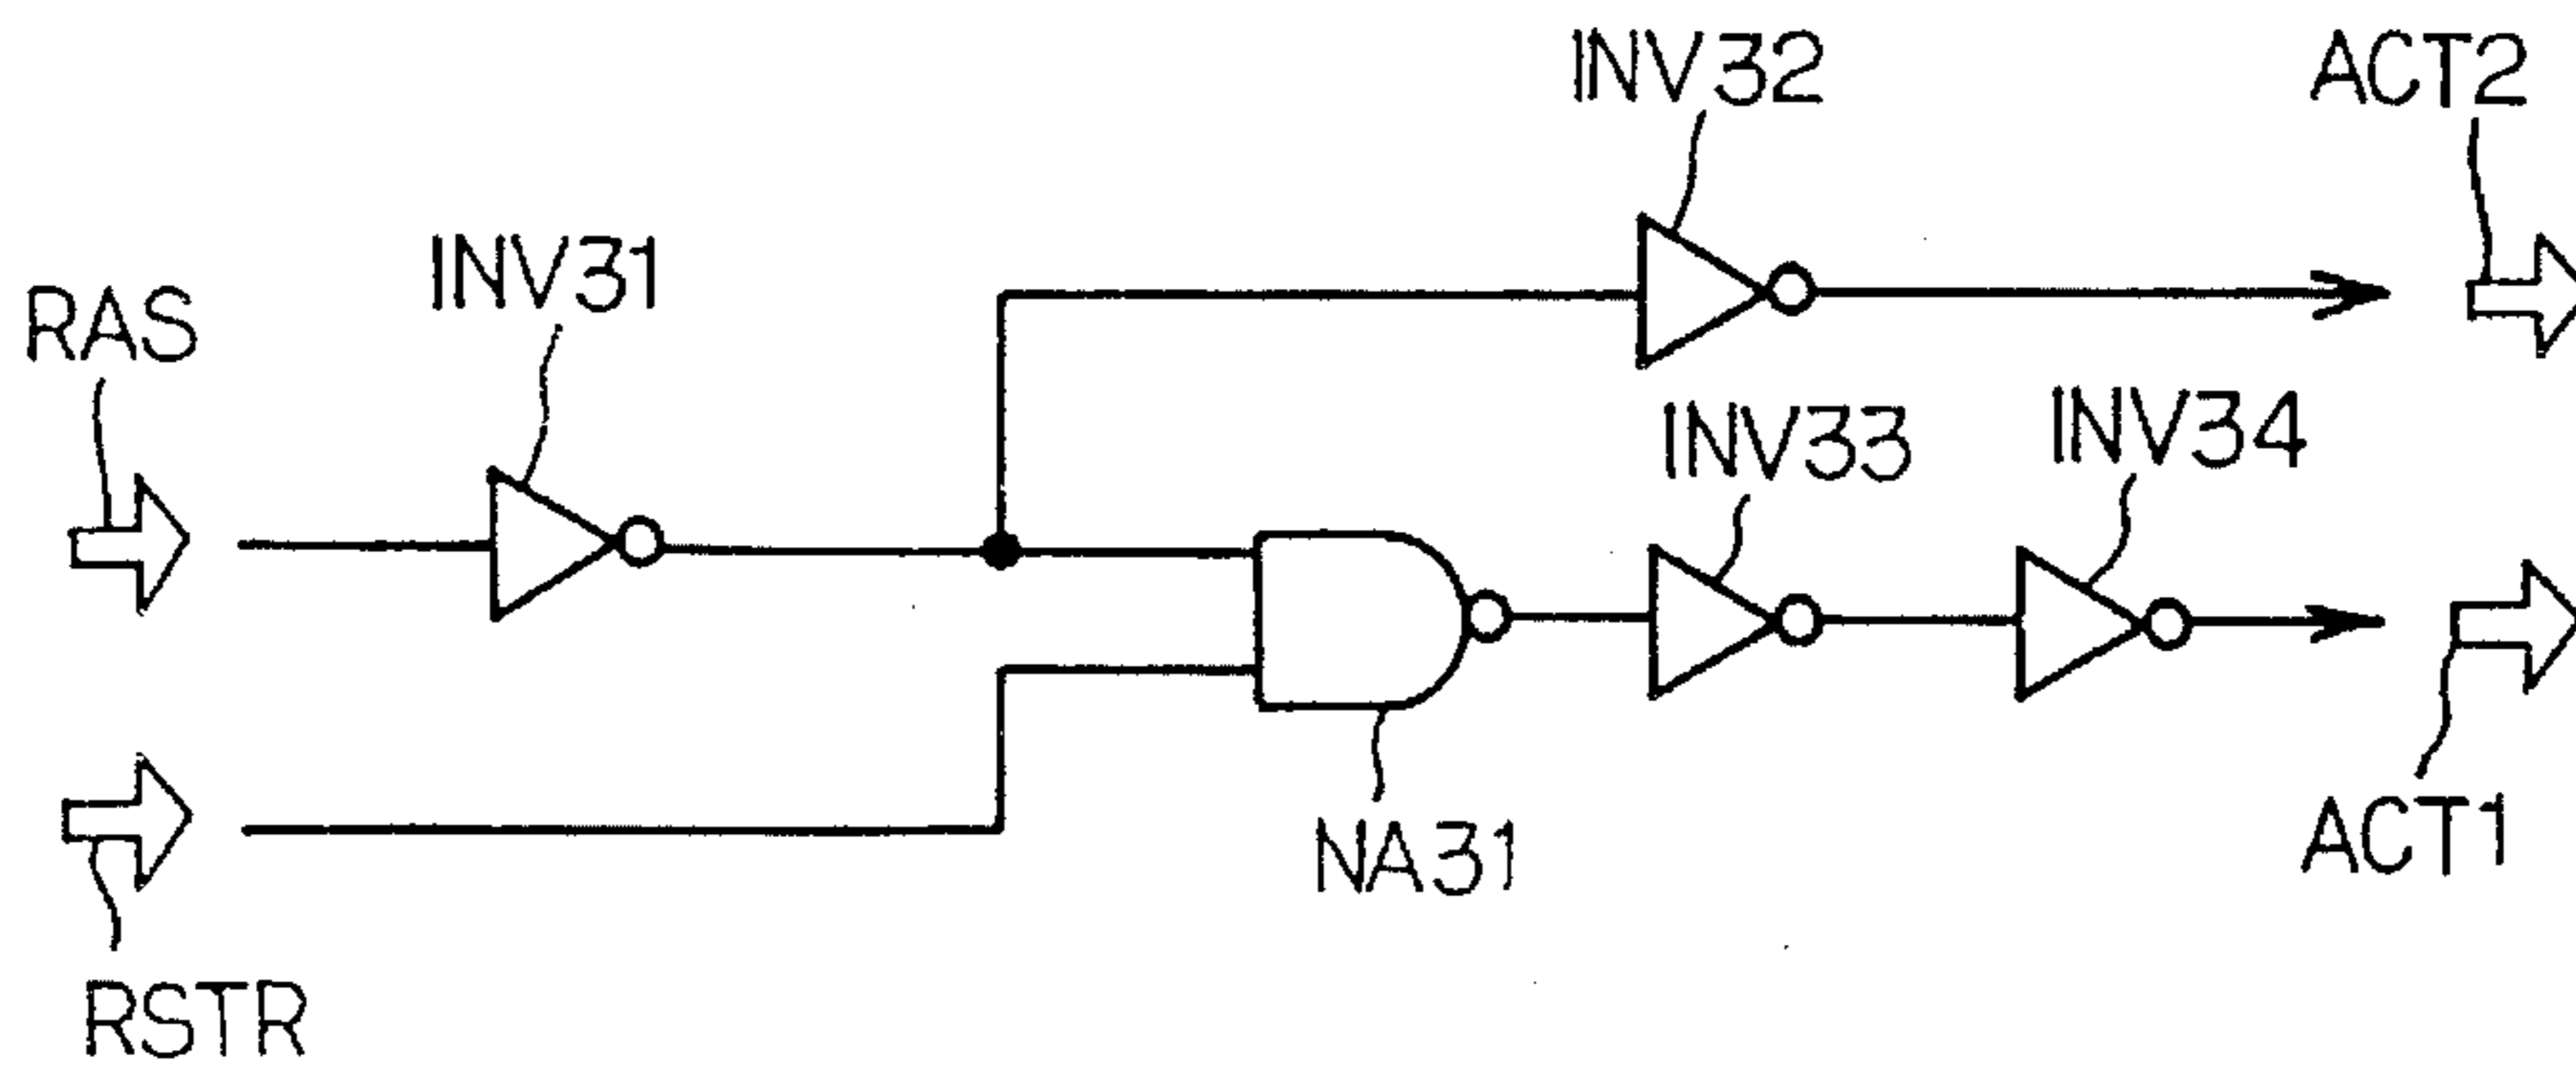 INV32
ACT2
INV31
RAS
INV33
INV34
NA31
ACT1
RSTR